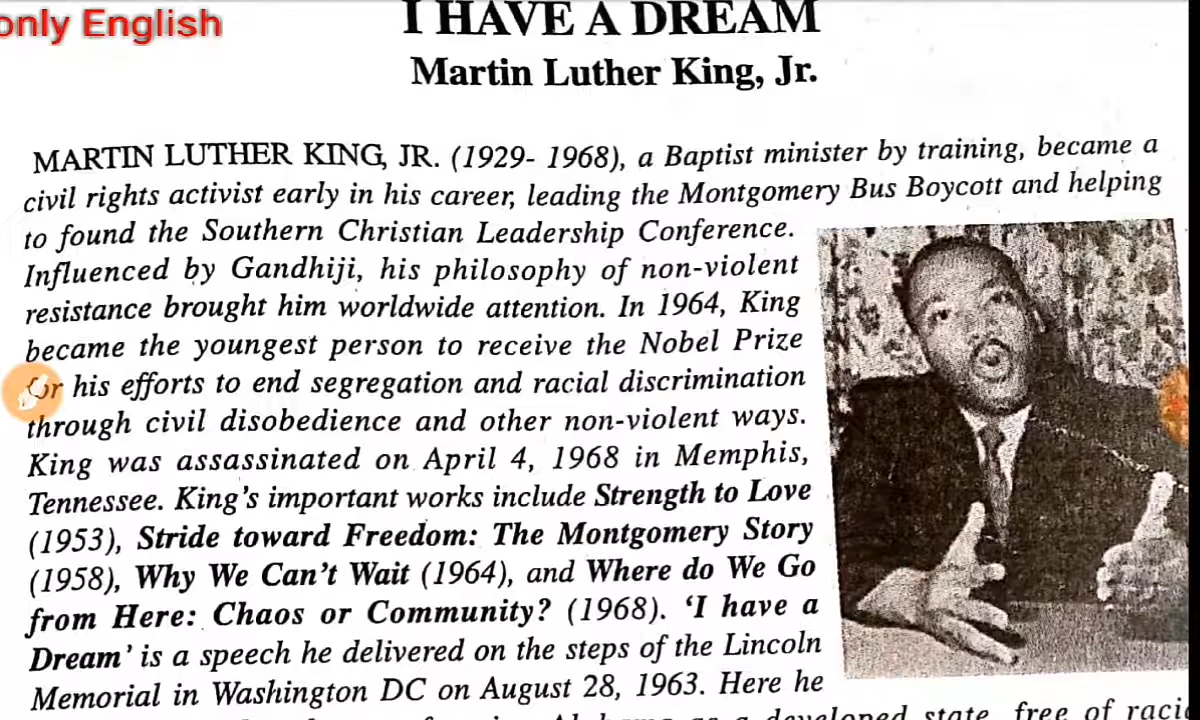 only English
I HAVE A DREAM
Martin Luther King, Jr.
MARTIN LUTHER KING, JR. (1929- 1968), a Baptist minister by training, became a
civil rights activist early in his career, leading the Montgomery Bus Boycott and helping
to found the Southern Christian Leadership Conference.
Influenced by Gandhiji, his philosophy of non-violent
resistance brought him worldwide attention. In 1964, King
became the youngest person to receive the Nobel Prize
his efforts to end segregation and racial discrimination
through civil disobedience and other non-violent ways.
King was assassinated on April 4, 1968 in Memphis,
Tennessee. King's important works include Strength to Love
(1953), Stride toward Freedom: The Montgomery Story
(1958), Why We Can't Wait (1964), and Where do We Go
from Here: Chaos or Community? (1968). 'I have a
Dream' is a speech he delivered on the steps of the Lincoln
Memorial in Washington DC on August 28, 1963. Here he
as a developed state, free of